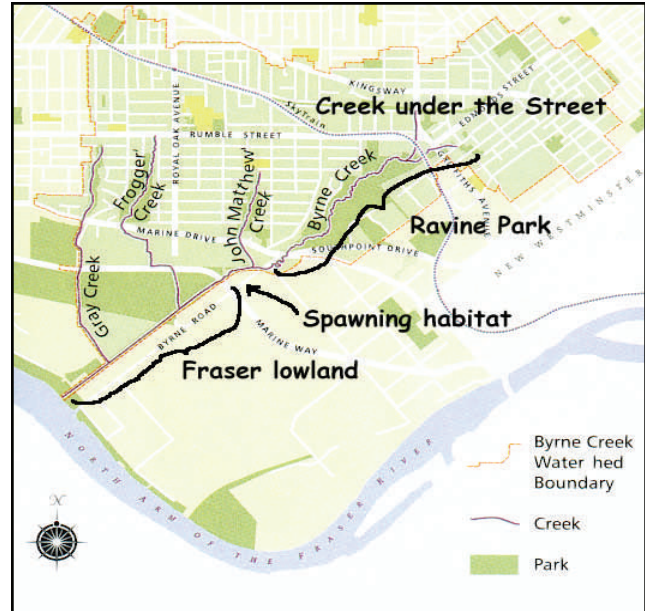 KINGSWAY
Creek under the Street
SkyTrain
EDMONDS STREET
ROYAL OAK AVENUE
RUMBLE STREET
Frogger'
Creek
John Matthew'
Creek
Byrne Creek
GRIFFITHS AVENUE
Ravine Park
MARINE DRIVE
SOUTHPOINT DRIVE
NEW WESTMINSTER
Gray Creek
BYRNE ROAD
Spawning habitat
MARINE WAY
Fraser lowland
NORTH ARM OF THE FRASER RIVER
Byrne Creek
Water hed
Boundary
N
Creek
Park